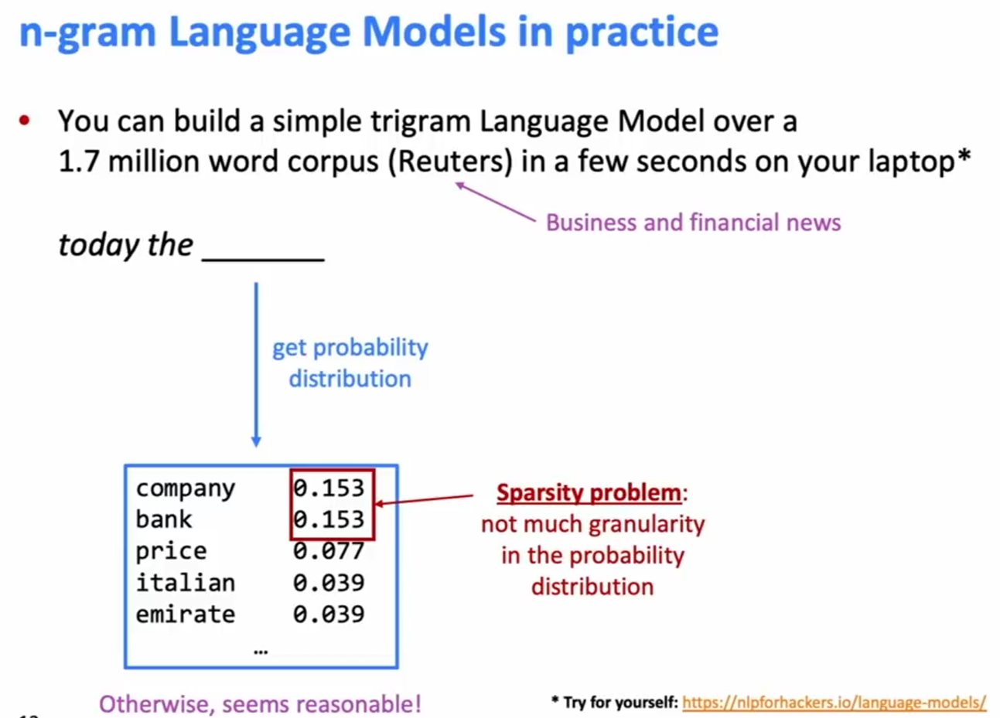 n-gram Language Models in practice
• You can build a simple trigram Language Model over a
1.7 million word corpus (Reuters) in a few seconds on your laptop*
Business and financial news
today the _______
get probability
distribution
company 0.153
bank 0.153
price 0.077
italian 0.039
emirate 0.039
...
Sparsity problem:
not much granularity
in the probability
distribution
Otherwise, seems reasonable!
* Try for yourself: https://nlpforhackers.io/language-models/